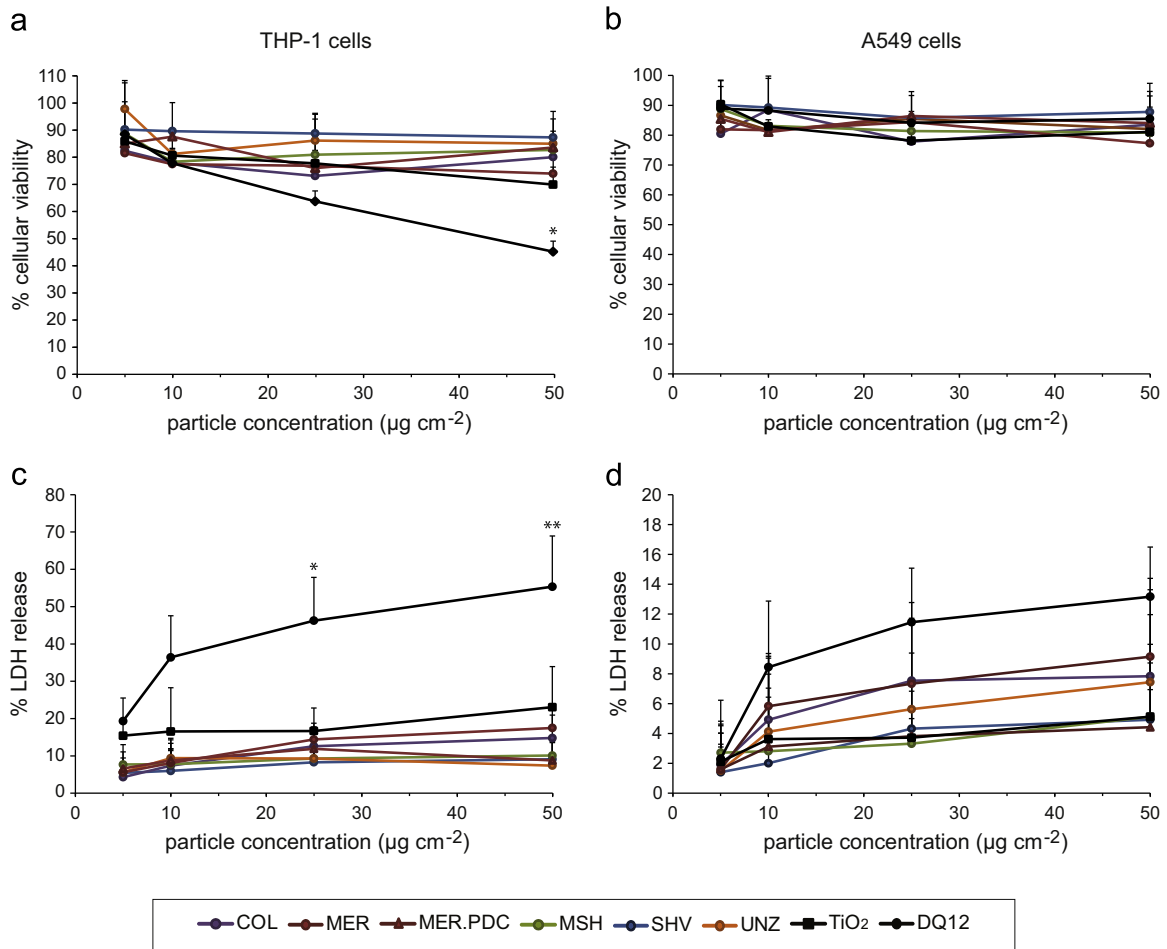 a
THP-1 cells
110
100
90
80
70
60
50
40
30
20
10
0
% cellular viability
*
0 10 20 30 40 50
particle concentration (µg cm-2)
b
A549 cells
100
90
80
70
60
50
40
30
20
10
0
% cellular viability
0 10 20 30 40 50
particle concentration (µg cm-2)
c
80
70
60
50
40
30
20
10
0
% LDH release
*
**
0 10 20 30 40 50
particle concentration (µg cm-2)
d
20
18
16
14
12
10
8
6
4
2
0
% LDH release
0 10 20 30 40 50
particle concentration (µg cm-2)
COL MER MER.PDC MSH SHV UNZ TiO2 DQ12